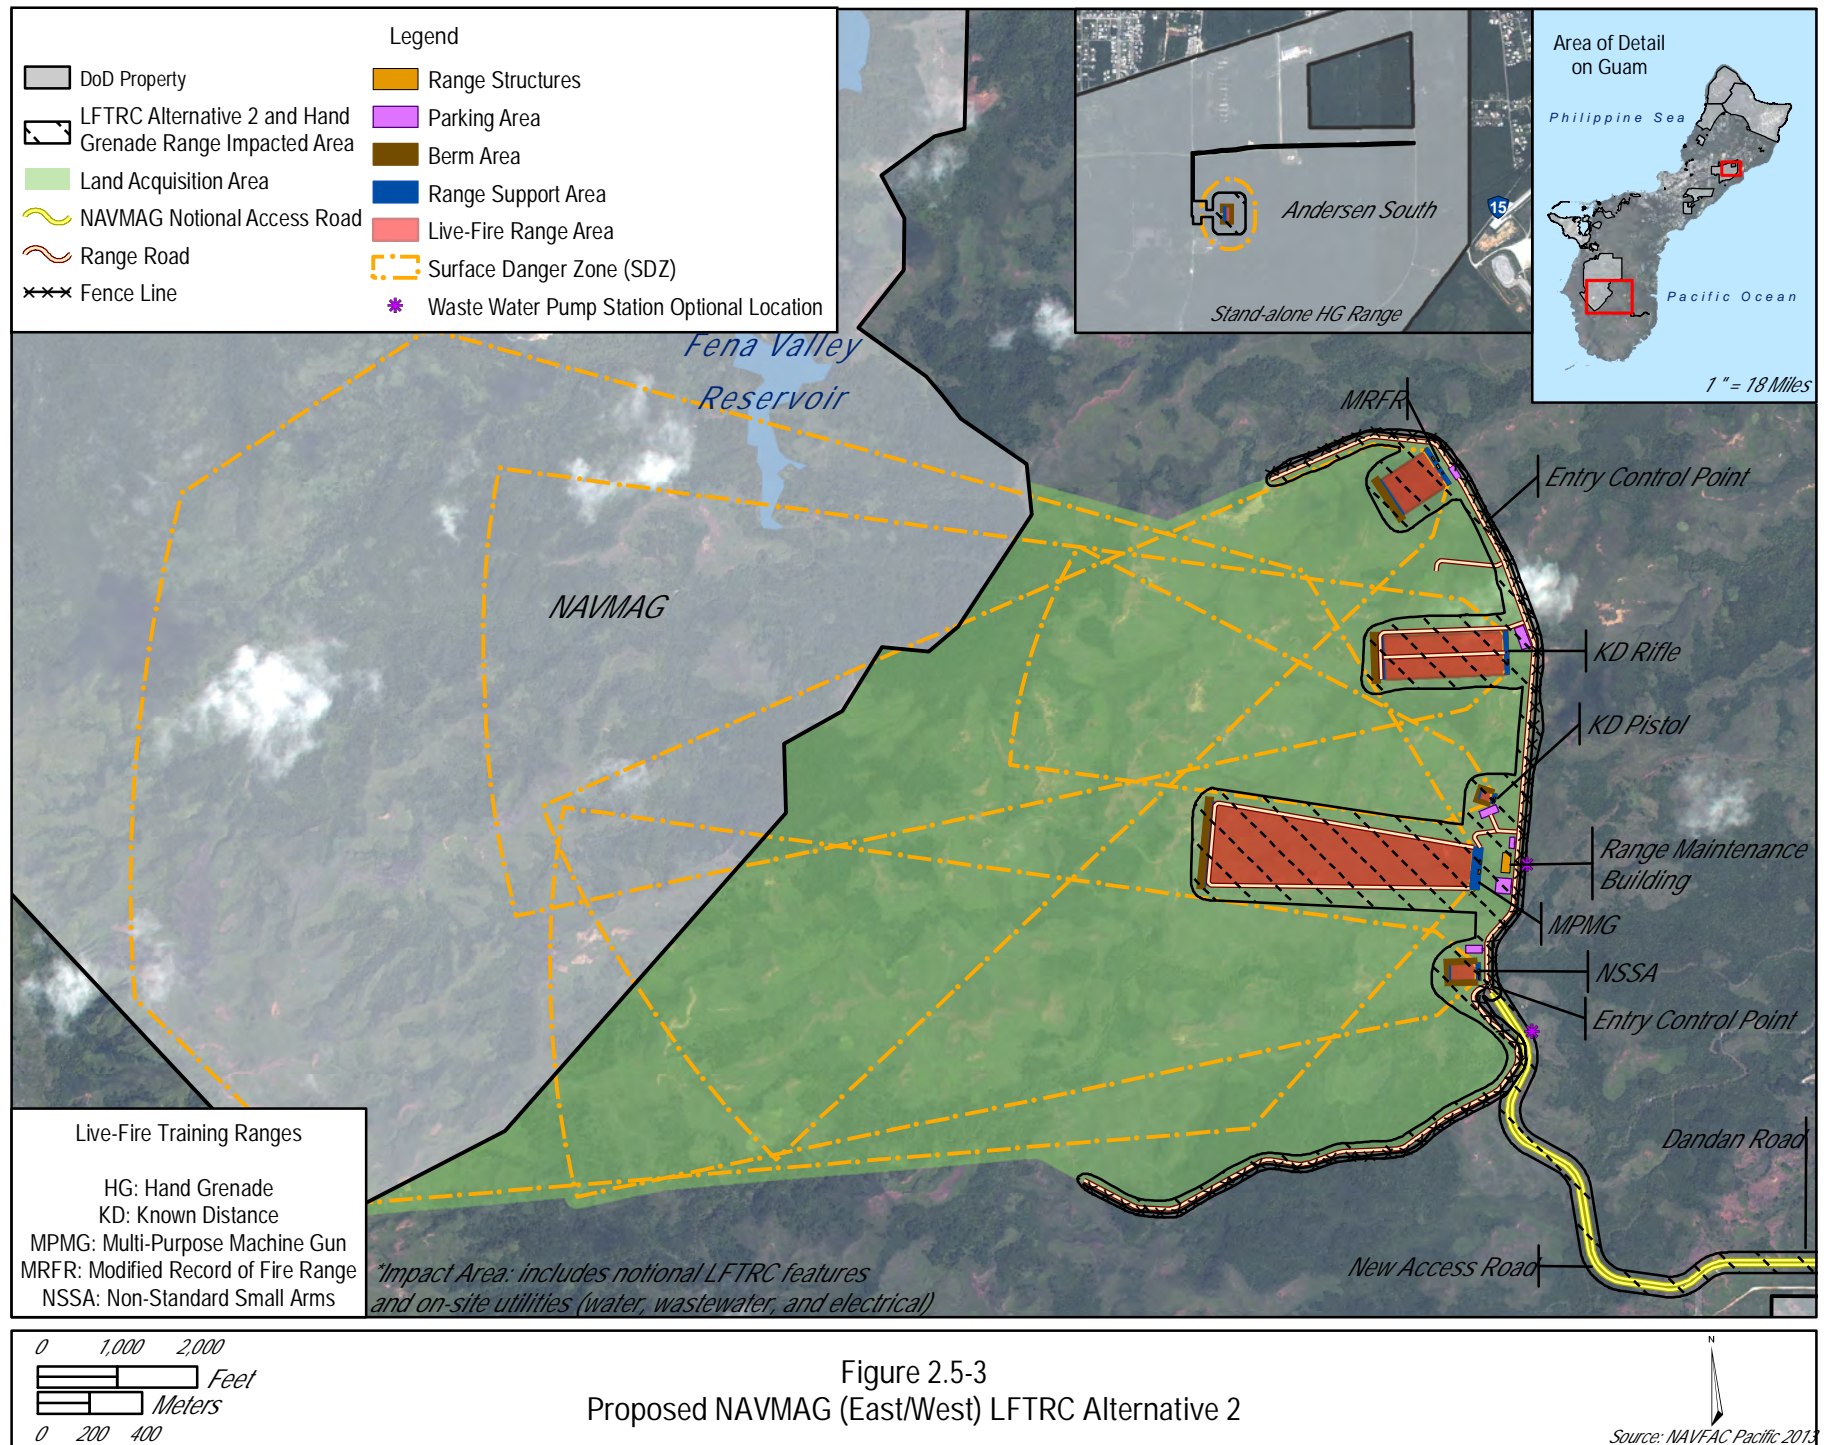 Legend
DoD Property
LFTRC Alternative 2 and Hand
Grenade Range Impacted Area
Land Acquisition Area
NAVMAG Notional Access Road
Range Road
Fence Line
Range Structures
Parking Area
Berm Area
Range Support Area
Live-Fire Range Area
Surface Danger Zone (SDZ)
Waste Water Pump Station Optional Location
Andersen South
15
Stand-alone HG Range
Area of Detail
on Guam
Philippine Sea
Pacific Ocean
1 " = 18 Miles
Fena Valley
Reservoir
NAVMAG
MRFR
Entry Control Point
KD Rifle
KD Pistol
Range Maintenance
Building
MPMG
NSSA
Entry Control Point
Dandan Road
New Access Road
Live-Fire Training Ranges
HG: Hand Grenade
KD: Known Distance
MPMG: Multi-Purpose Machine Gun
MRFR: Modified Record of Fire Range
NSSA: Non-Standard Small Arms
*Impact Area: includes notional LFTRC features
and on-site utilities (water, wastewater, and electrical)
0 1,000 2,000
Feet
Meters
0 200 400
Figure 2.5-3
Proposed NAVMAG (East/West) LFTRC Alternative 2
N
Source: NAVFAC Pacific 2013